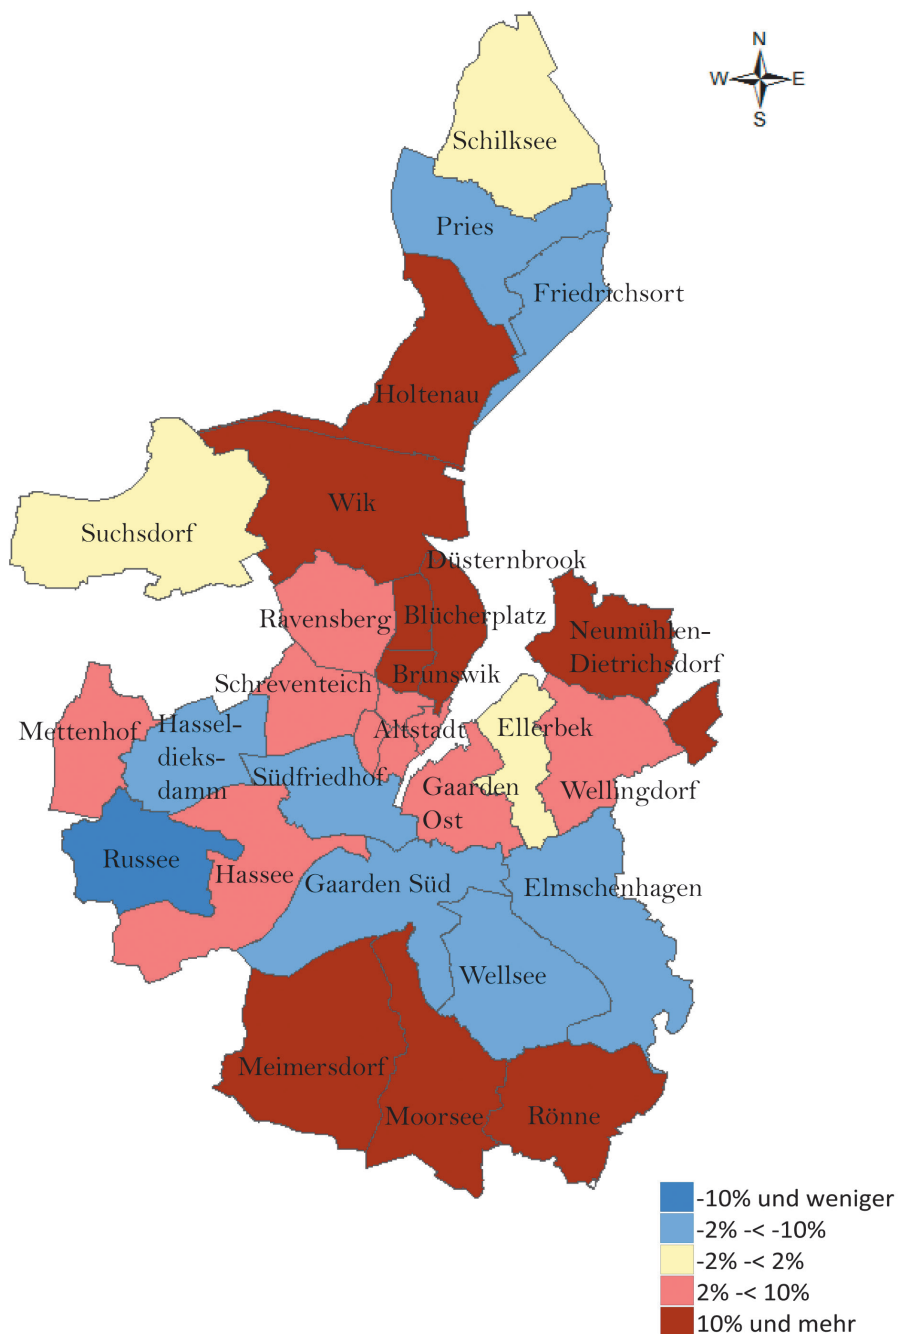 N
W E
S
Schilksee
Pries
Friedrichsort
Holtenau
Wik
Suchsdorf
Düsternbrook
Ravensberg
Blücherplatz
Neumühlen-
Dietrichsdorf
Brunswik
Schreventeich
Mettenhof
Hassel-
dieks-
damm
Altstadt
Ellerbek
Südfriedhof
Gaarden
Ost
Wellingdorf
Russee
Hassee
Gaarden Süd
Elmschenhagen
Wellsee
Meimersdorf
Moorsee
Rönne
-10% und weniger
-2% -< -10%
-2% -< 2%
2% -< 10%
10% und mehr